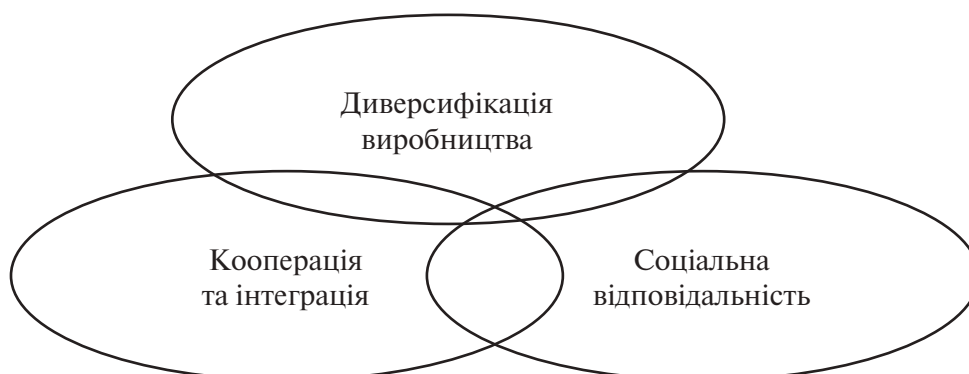 Диверсифікація
виробництва
Кооперація
та інтеграція
Соціальна
відповідальність